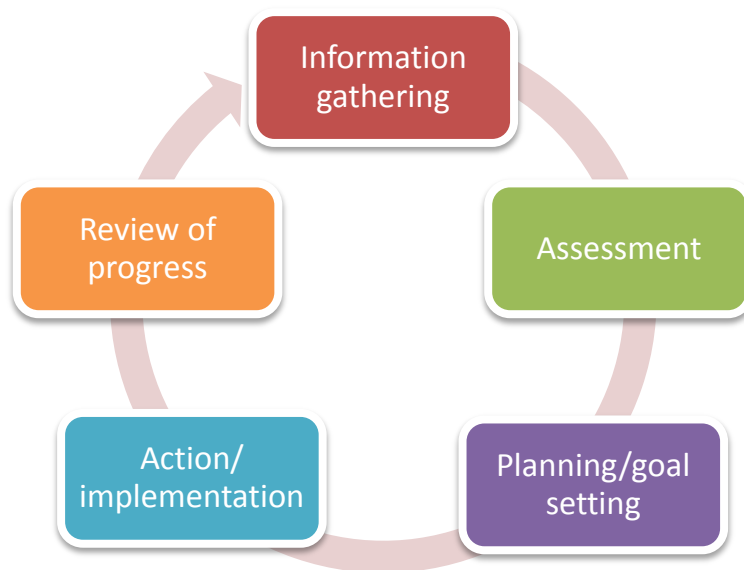 Information
gathering
Assessment
Planning/goal
setting
Action/
implementation
Review of
progress